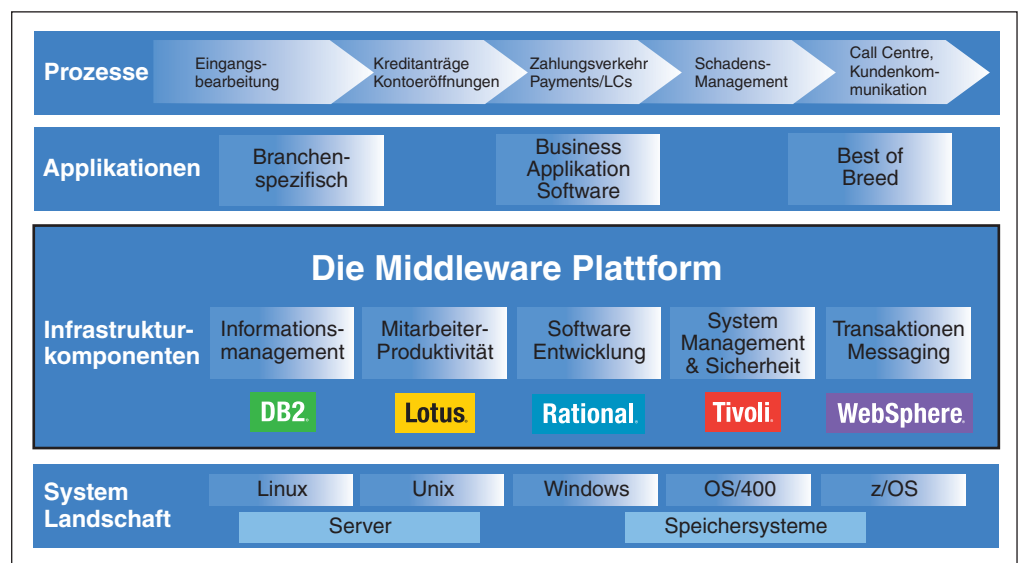 Prozesse
Eingangs-
bearbeitung
Kreditanträge
Kontoeröffnungen
Zahlungsverkehr
Payments/LCs
Schadens-
Management
Call Centre,
Kundenkom-
munikation
Applikationen
Branchen-
spezifisch
Business
Applikation
Software
Best of
Breed
Die Middleware Plattform
Infrastruktur-
komponenten
Informations-
management
Mitarbeiter-
Produktivität
Software
Entwicklung
System
Management
& Sicherheit
Transaktionen
Messaging
DB2.
Lotus.
Rational.
Tivoli.
WebSphere.
System
Landschaft
Linux
Unix
Windows
OS/400
z/OS
Server
Speichersysteme